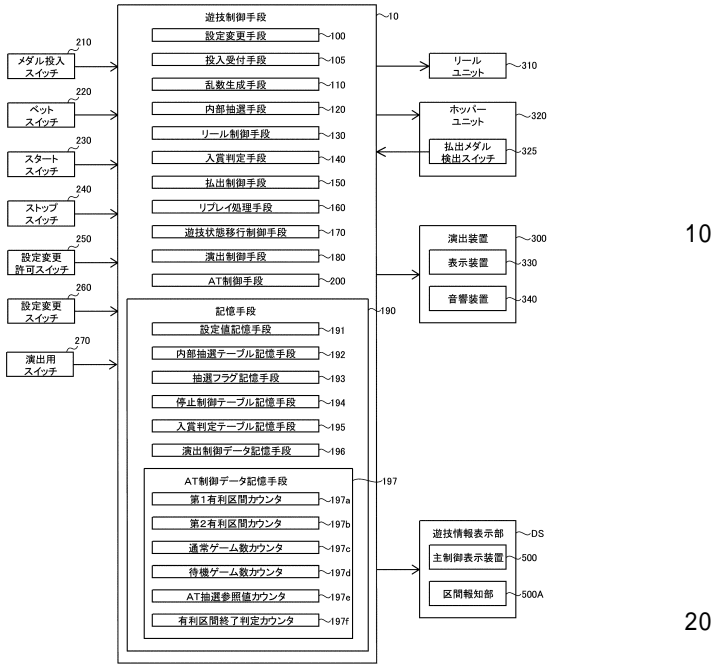 遊技制御手段
10
設定変更手段
100
投入受付手段
105
乱数生成手段
110
内部抽選手段
120
リール制御手段
130
入賞判定手段
140
払出制御手段
150
リプレイ処理手段
160
遊技状態移行制御手段
170
演出制御手段
180
AT制御手段
200
記憶手段
190
設定値記憶手段
191
内部抽選テーブル記憶手段
192
抽選フラグ記憶手段
193
停止制御テーブル記憶手段
194
入賞判定テーブル記憶手段
195
演出制御データ記憶手段
196
AT制御データ記憶手段
197
第1有利区間カウンタ
197a
第2有利区間カウンタ
197b
通常ゲーム数カウンタ
197c
待機ゲーム数カウンタ
197d
AT抽選参照値カウンタ
197e
有利区間終了判定カウンタ
197f
210
メダル投入
スイッチ
220
ベット
スイッチ
230
スタート
スイッチ
240
ストップ
スイッチ
250
設定変更
許可スイッチ
260
設定変更
スイッチ
270
演出用
スイッチ
リール
ユニット
310
ホッパー
ユニット
320
払出メダル
検出スイッチ
325
演出装置
300
表示装置
330
音響装置
340
遊技情報表示部
DS
主制御表示装置
500
区間報知部
500A
10
20